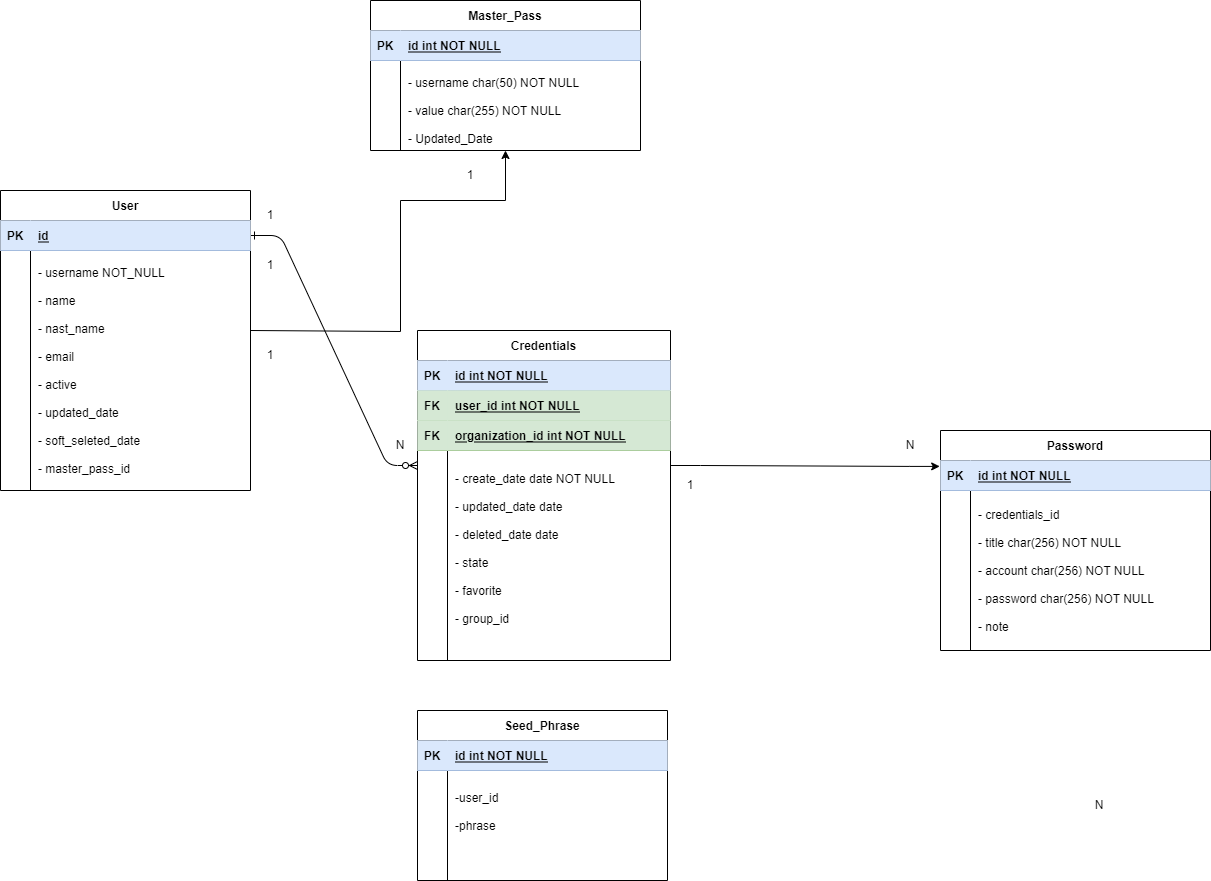 Master_Pass
PK id int NOT NULL
- username char(50) NOT NULL
- value char(255) NOT NULL
- Updated_Date
1
User
PK id
- username NOT_NULL
- name
- nast_name
- email
- active
- updated_date
- soft_seleted_date
- master_pass_id
1
1
1
N
Credentials
PK id int NOT NULL
FK user_id int NOT NULL
FK organization_id int NOT NULL
- create_date date NOT NULL
- updated_date date
- deleted_date date
- state
- favorite
- group_id
N
1
Password
PK id int NOT NULL
- credentials_id
- title char(256) NOT NULL
- account char(256) NOT NULL
- password char(256) NOT NULL
- note
Seed_Phrase
PK id int NOT NULL
-user_id
-phrase
N